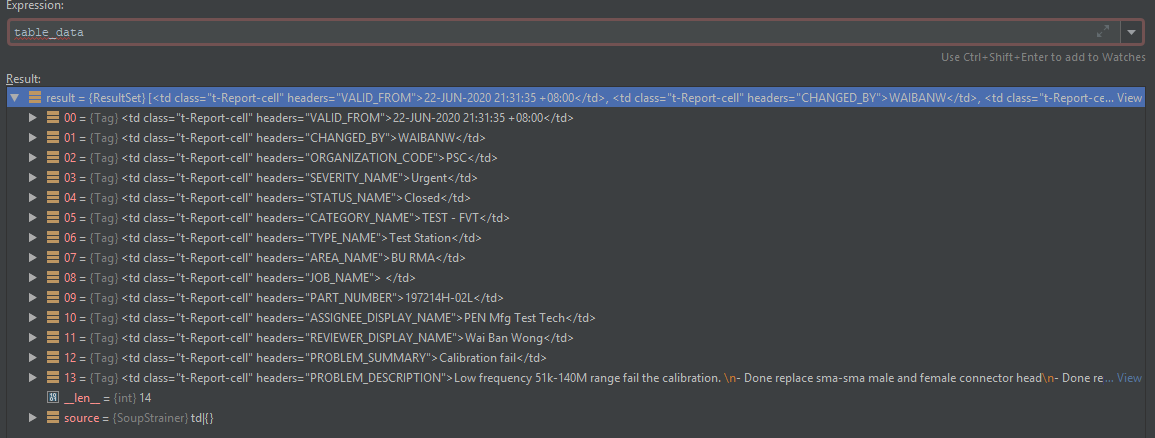 Expression:
table_data
Use Ctrl+Shift+Enter to add to Watches
Result:
result = {ResultSet} [<td class="t-Report-cell" headers="VALID_FROM">22-JUN-2020 21:31:35 +08:00</td>, <td class="t-Report-cell" headers="CHANGED_BY">WAIBANW</td>, <td class="t-Report-ce... View
00 = {Tag} <td class="t-Report-cell" headers="VALID_FROM">22-JUN-2020 21:31:35 +08:00</td>
01 = {Tag} <td class="t-Report-cell" headers="CHANGED_BY">WAIBANW</td>
02 = {Tag} <td class="t-Report-cell" headers="ORGANIZATION_CODE">PSC</td>
03 = {Tag} <td class="t-Report-cell" headers="SEVERITY_NAME">Urgent</td>
04 = {Tag} <td class="t-Report-cell" headers="STATUS_NAME">Closed</td>
05 = {Tag} <td class="t-Report-cell" headers="CATEGORY_NAME">TEST - FVT</td>
06 = {Tag} <td class="t-Report-cell" headers="TYPE_NAME">Test Station</td>
07 = {Tag} <td class="t-Report-cell" headers="AREA_NAME">BU RMA</td>
08 = {Tag} <td class="t-Report-cell" headers="JOB_NAME"> </td>
09 = {Tag} <td class="t-Report-cell" headers="PART_NUMBER">197214H-02L</td>
10 = {Tag} <td class="t-Report-cell" headers="ASSIGNEE_DISPLAY_NAME">PEN Mfg Test Tech</td>
11 = {Tag} <td class="t-Report-cell" headers="REVIEWER_DISPLAY_NAME">Wai Ban Wong</td>
12 = {Tag} <td class="t-Report-cell" headers="PROBLEM_SUMMARY">Calibration fail</td>
13 = {Tag} <td class="t-Report-cell" headers="PROBLEM_DESCRIPTION">Low frequency 51k-140M range fail the calibration. \n- Done replace sma-sma male and female connector head\n- Done re... View
__len__ = {int} 14
source = {SoupStrainer} td|{}